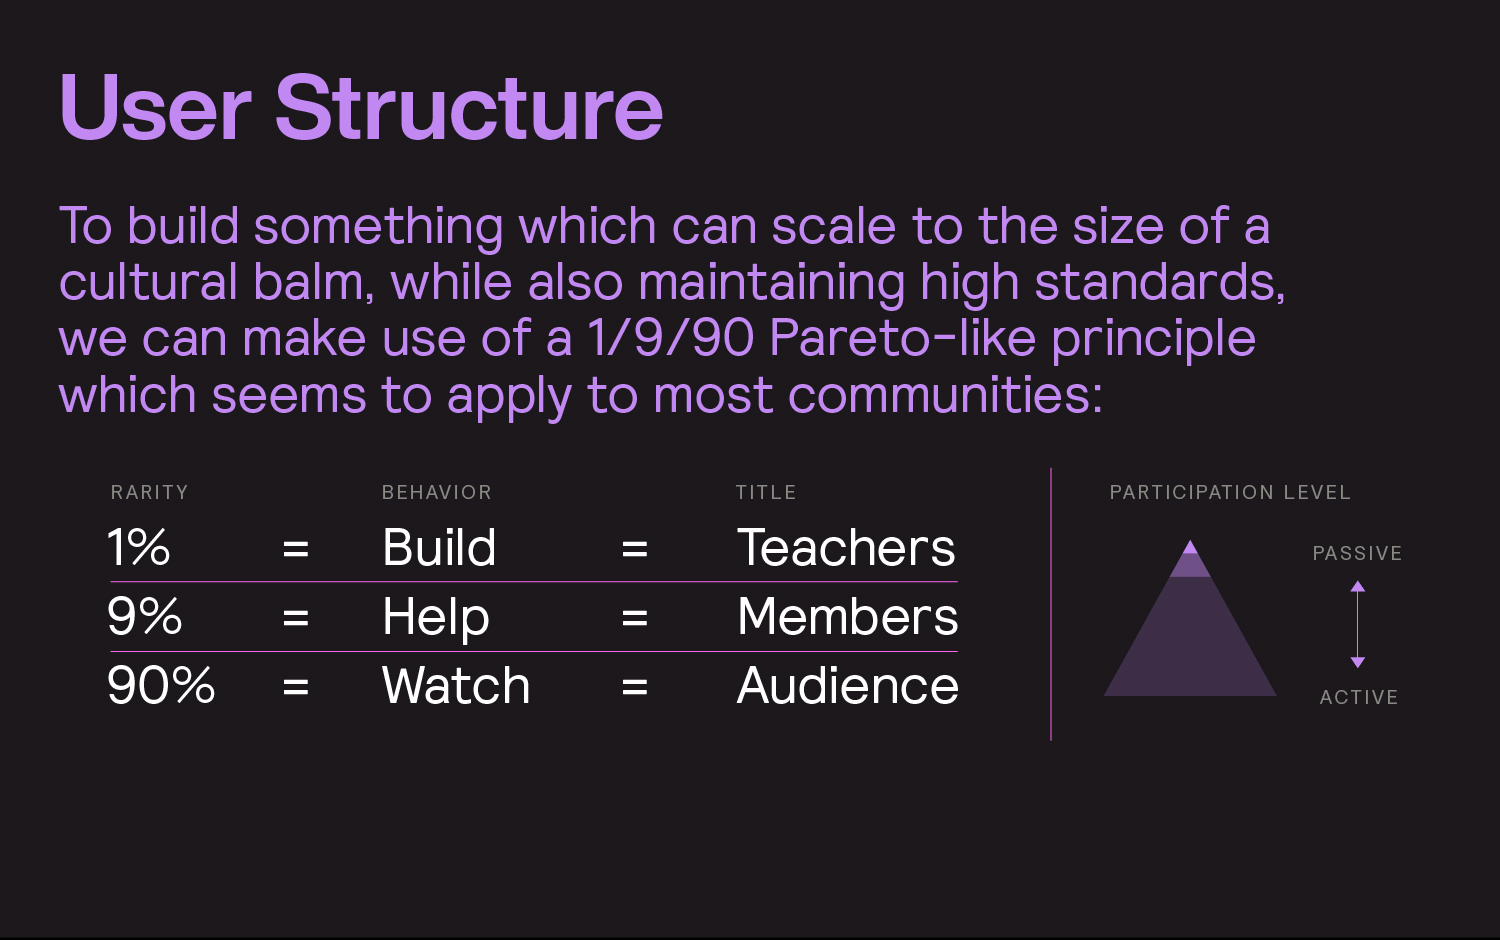 User Structure
To build something which can scale to the size of a
cultural balm, while also maintaining high standards,
we can make use of a 1/9/90 Pareto-like principle
which seems to apply to most communities:
RARITY BEHAVIOR TITLE
1% = Build = Teachers
9% = Help = Members
90% = Watch = Audience
PARTICIPATION LEVEL
PASSIVE
ACTIVE